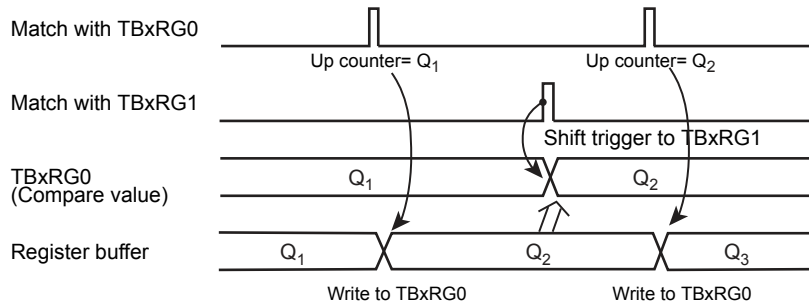 Match with TBxRG0
Up counter= Q1
Up counter= Q2
Match with TBxRG1
Shift trigger to TBxRG1
TBxRG0
(Compare value)
Q1
Q2
Register buffer
Q1
Q2
Q3
Write to TBxRG0
Write to TBxRG0